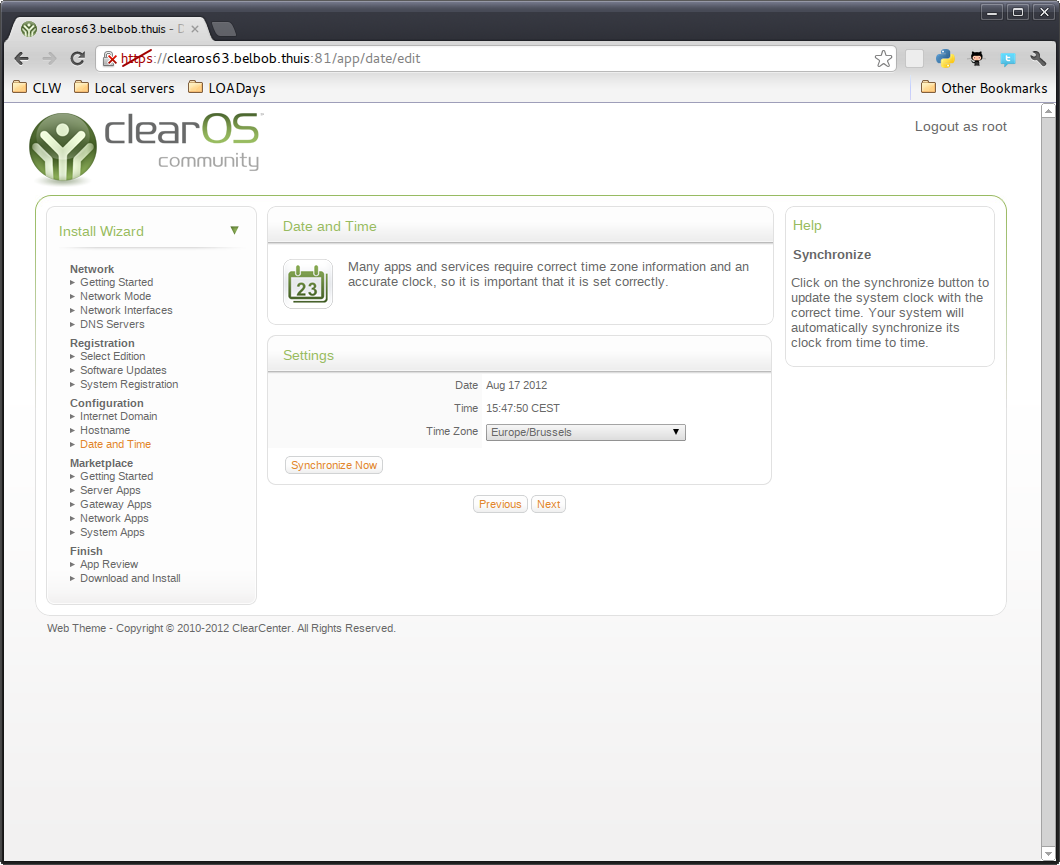 clearos63.belbob.thuis - D
https://clearos63.belbob.thuis:81/app/date/edit
CLW
Local servers
LOADays
Other Bookmarks
clearOS
community
Logout as root
Install Wizard
Network
Getting Started
Network Mode
Network Interfaces
DNS Servers
Registration
Select Edition
Software Updates
System Registration
Configuration
Internet Domain
Hostname
Date and Time
Marketplace
Getting Started
Server Apps
Gateway Apps
Network Apps
System Apps
Finish
App Review
Download and Install
Date and Time
23
Many apps and services require correct time zone information and an
accurate clock, so it is important that it is set correctly.
Settings
Date Aug 17 2012
Time 15:47:50 CEST
Time Zone Europe/Brussels
Synchronize Now
Previous Next
Help
Synchronize
Click on the synchronize button to
update the system clock with the
correct time. Your system will
automatically synchronize its
clock from time to time.
Web Theme - Copyright © 2010-2012 ClearCenter. All Rights Reserved.